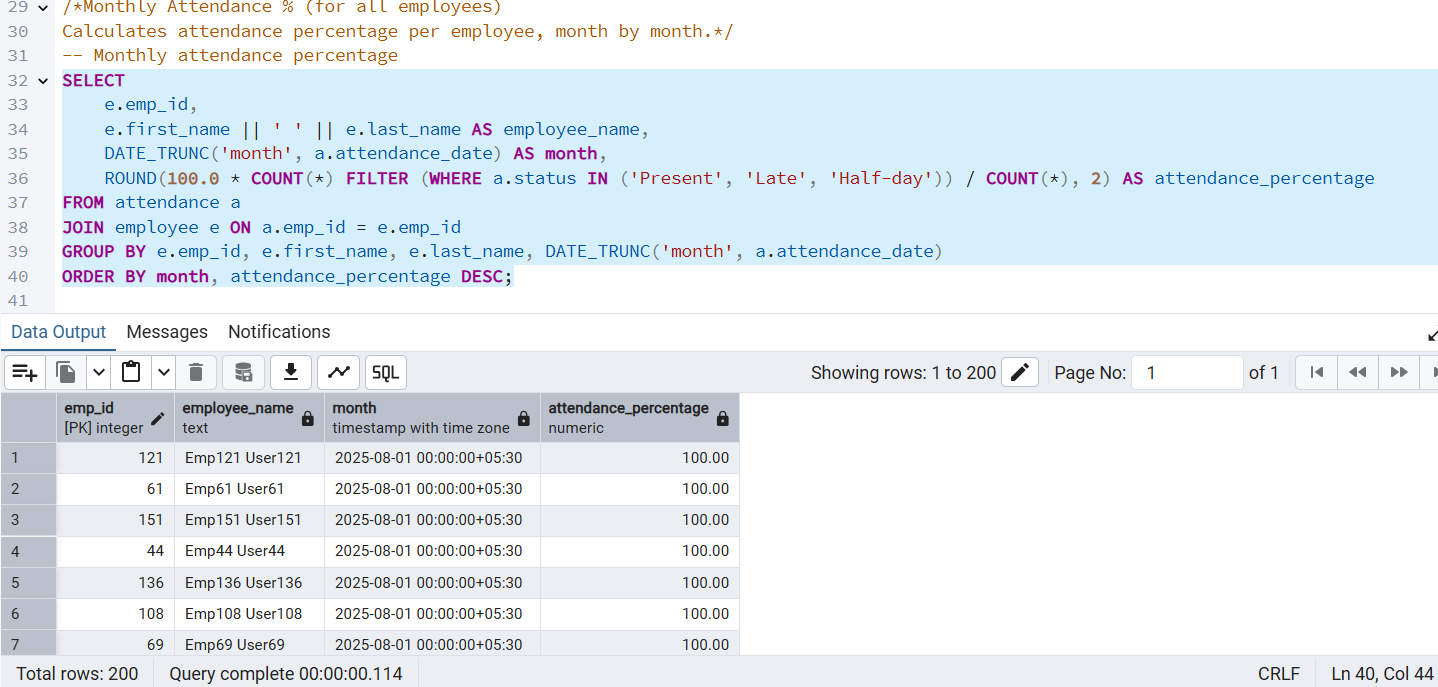 29 /*Monthly Attendance % (for all employees)
30 Calculates attendance percentage per employee, month by month.*/
31 -- Monthly attendance percentage
32 SELECT
33 e.emp_id,
34 e.first_name || ' ' || e.last_name AS employee_name,
35 DATE_TRUNC('month', a.attendance_date) AS month,
36 ROUND(100.0 * COUNT(*) FILTER (WHERE a.status IN ('Present', 'Late', 'Half-day')) / COUNT(*), 2) AS attendance_percentage
37 FROM attendance a
38 JOIN employee e ON a.emp_id = e.emp_id
39 GROUP BY e.emp_id, e.first_name, e.last_name, DATE_TRUNC('month', a.attendance_date)
40 ORDER BY month, attendance_percentage DESC;
41
Data Output Messages Notifications
SQL Showing rows: 1 to 200 Page No: 1 of 1
emp_id employee_name month attendance_percentage
[PK] integer text timestamp with time zone numeric
1 121 Emp121 User121 2025-08-01 00:00:00+05:30 100.00
2 61 Emp61 User61 2025-08-01 00:00:00+05:30 100.00
3 151 Emp151 User151 2025-08-01 00:00:00+05:30 100.00
4 44 Emp44 User44 2025-08-01 00:00:00+05:30 100.00
5 136 Emp136 User136 2025-08-01 00:00:00+05:30 100.00
6 108 Emp108 User108 2025-08-01 00:00:00+05:30 100.00
7 69 Emp69 User69 2025-08-01 00:00:00+05:30 100.00
Total rows: 200 Query complete 00:00:00.114 CRLF Ln 40, Col 44